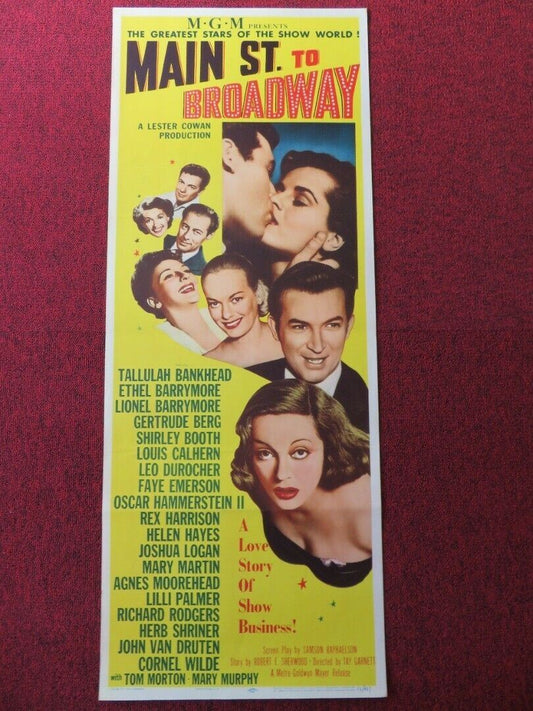 M·G·M PRESENTS
THE GREATEST STARS OF THE SHOW WORLD!
MAIN ST. TO
BROADWAY
A LESTER COWAN
PRODUCTION
TALLULAH BANKHEAD
ETHEL BARRYMORE
LIONEL BARRYMORE
GERTRUDE BERG
SHIRLEY BOOTH
LOUIS CALHERN
LEO DUROCHER
FAYE EMERSON
OSCAR HAMMERSTEIN II
REX HARRISON
HELEN HAYES
JOSHUA LOGAN
MARY MARTIN
AGNES MOOREHEAD
LILLI PALMER
RICHARD RODGERS
HERB SHRINER
JOHN VAN DRUTEN
CORNEL WILDE
with TOM MORTON · MARY MURPHY
A
Love
Story
Of
Show
Business!
Screen Play by SAMSON RAPHAELSON
Story by ROBERT E. SHERWOOD · Directed by TAY GARNETT
A Metro-Goldwyn-Mayer Release